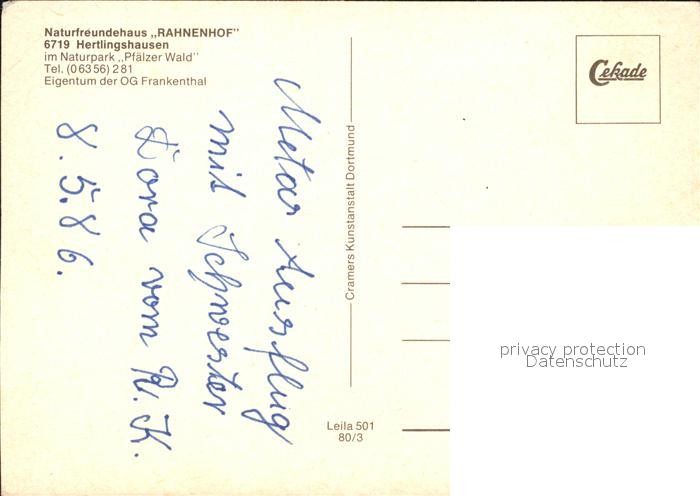 Naturfreundehaus „RAHNENHOF"
6719 Hertlingshausen
im Naturpark „Pfälzer Wald"
Tel. (06356) 281
Eigentum der OG Frankenthal
Cekade
Metar Ausflug
mit Schwester
Dora vom R.K.
8.5.86.
Cramers Kunstanstalt Dortmund
Leila 501
80/3
privacy protection
Datenschutz